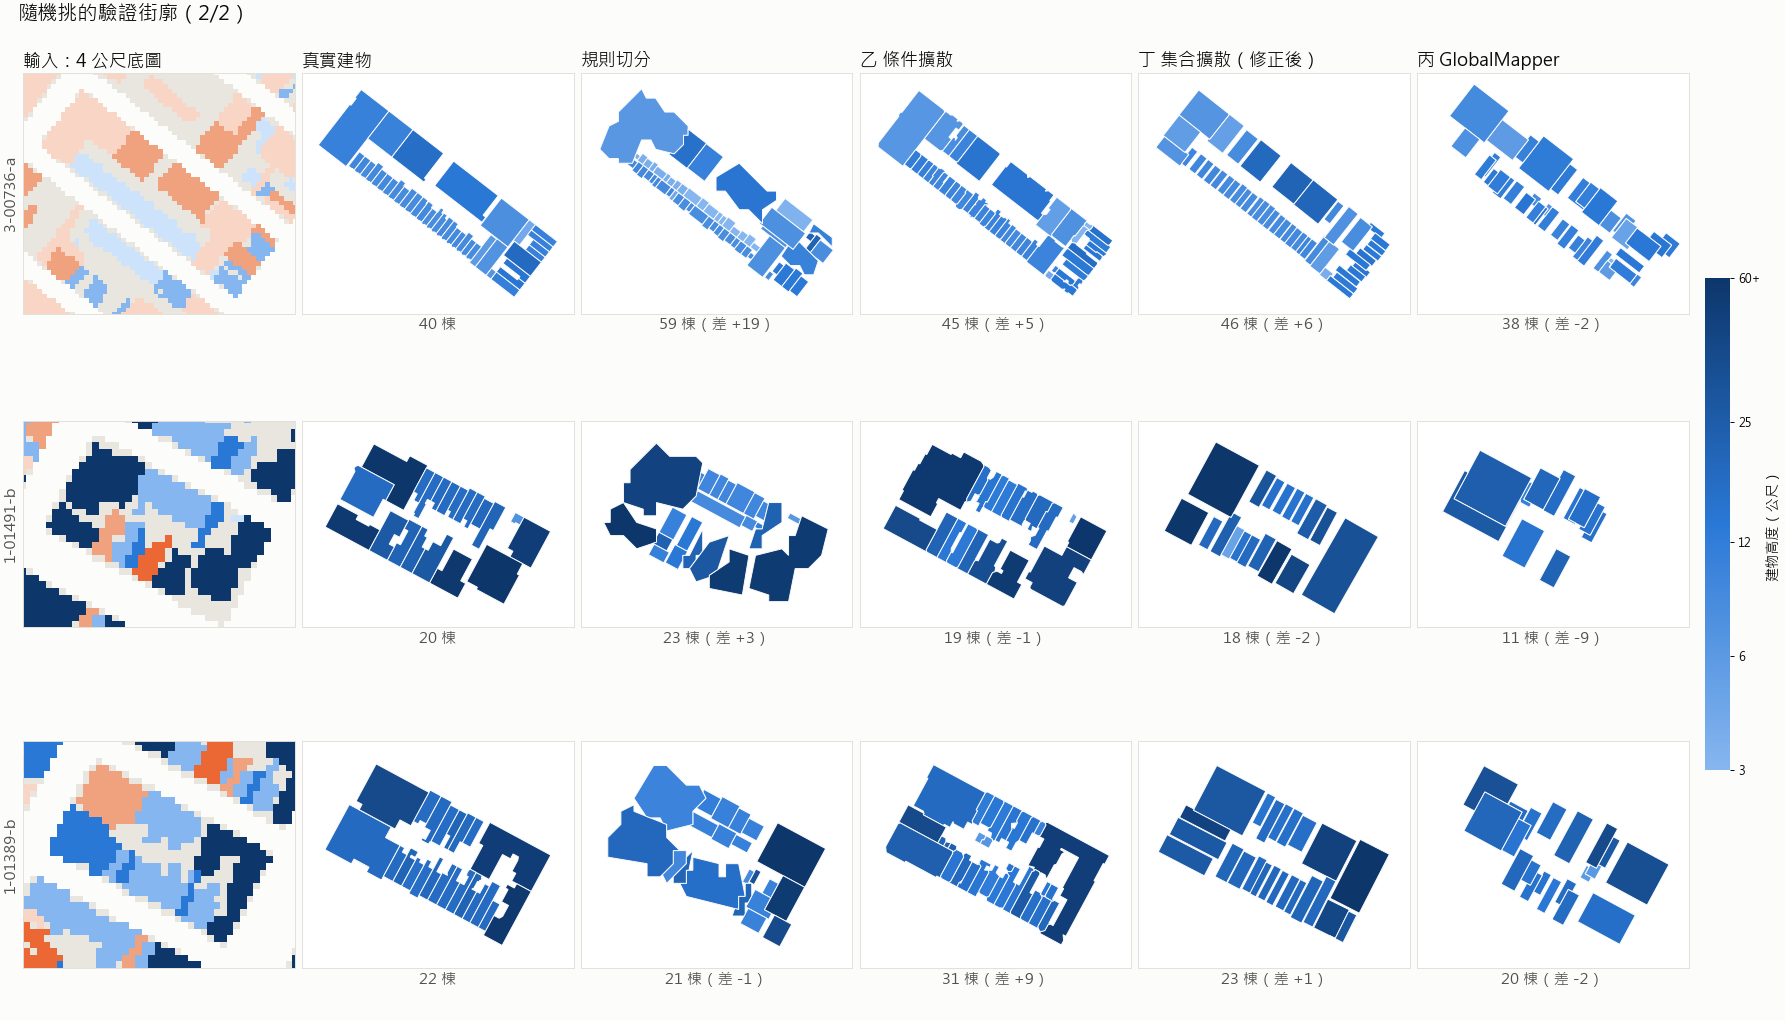 隨機挑的驗證街廓（2/2）
輸入：4 公尺底圖
真實建物
規則切分
乙 條件擴散
丁 集合擴散（修正後）
丙 GlobalMapper
3-00736-a
40 棟
59 棟（差 +19）
45 棟（差 +5）
46 棟（差 +6）
38 棟（差 -2）
1-01491-b
20 棟
23 棟（差 +3）
19 棟（差 -1）
18 棟（差 -2）
11 棟（差 -9）
1-01389-b
22 棟
21 棟（差 -1）
31 棟（差 +9）
23 棟（差 +1）
20 棟（差 -2）
60+
25
12
6
3
建物高度（公尺）